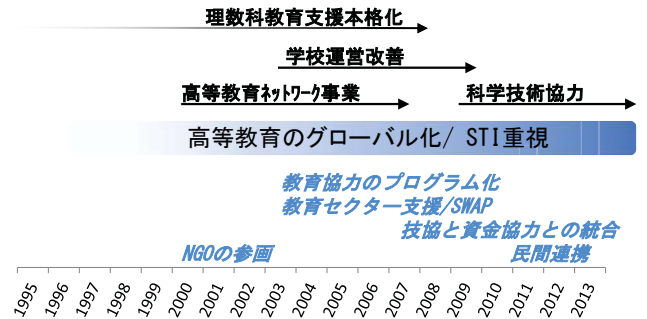 理数科教育支援本格化
学校運営改善
高等教育ﾈｯﾄﾜｰｸ事業
科学技術協力
高等教育のグローバル化/ STI重視
教育協力のプログラム化
教育セクター支援/SWAP
技協と資金協力との統合
NGOの参画
民間連携
1995 1996 1997 1998 1999 2000 2001 2002 2003 2004 2005 2006 2007 2008 2009 2010 2011 2012 2013